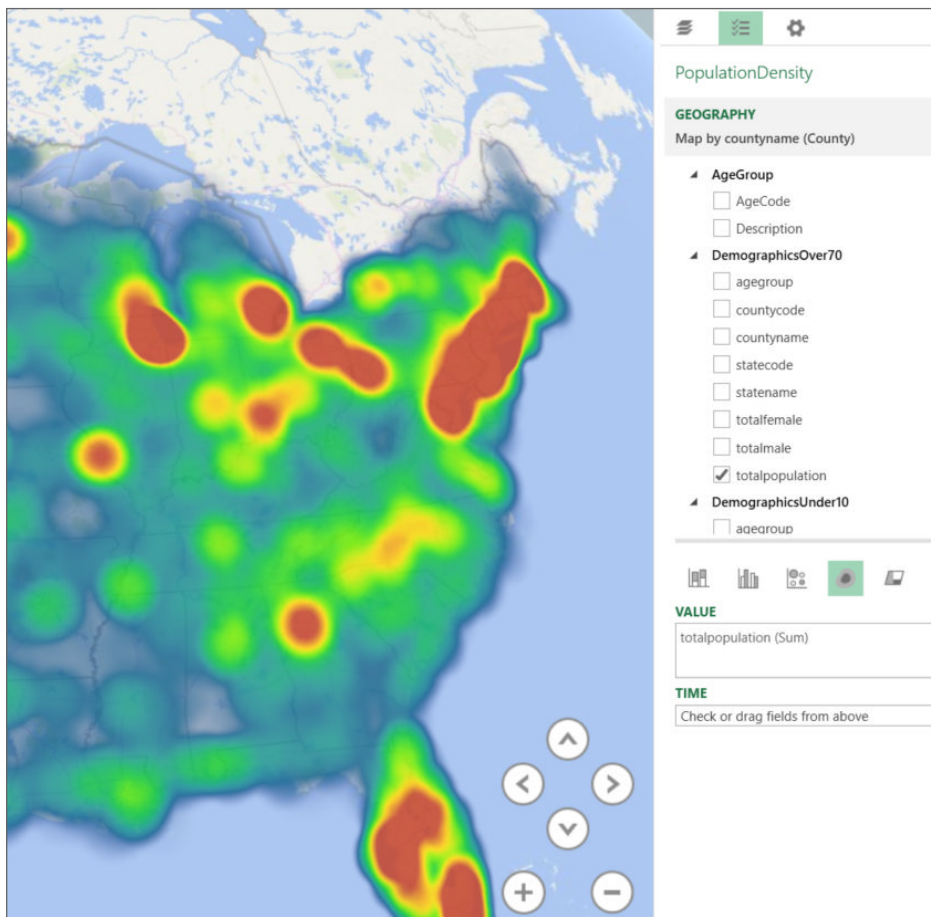 PopulationDensity
GEOGRAPHY
Map by countyname (County)
AgeGroup
AgeCode
Description
DemographicsOver70
agegroup
countycode
countyname
statecode
statename
totalfemale
totalmale
totalpopulation
DemographicsUnder10
agegroup
VALUE
totalpopulation (Sum)
TIME
Check or drag fields from above